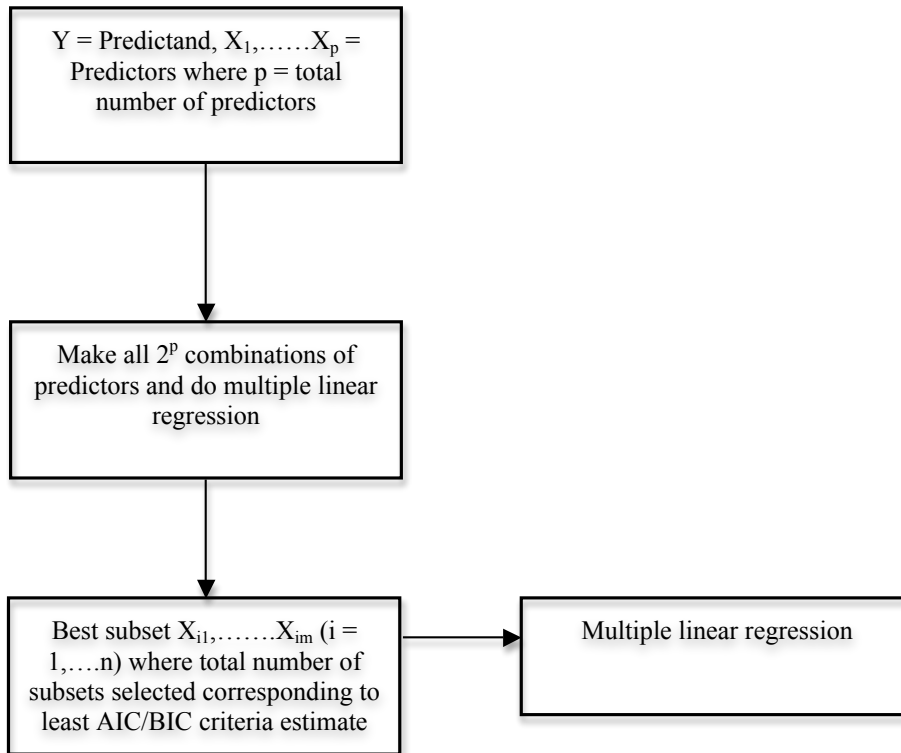 Y = Predictand, X₁,……Xₚ =
Predictors where p = total
number of predictors
Make all 2ᵖ combinations of
predictors and do multiple linear
regression
Best subset Xᵢ₁,…….Xᵢₘ (i =
1,….n) where total number of
subsets selected corresponding to
least AIC/BIC criteria estimate
Multiple linear regression